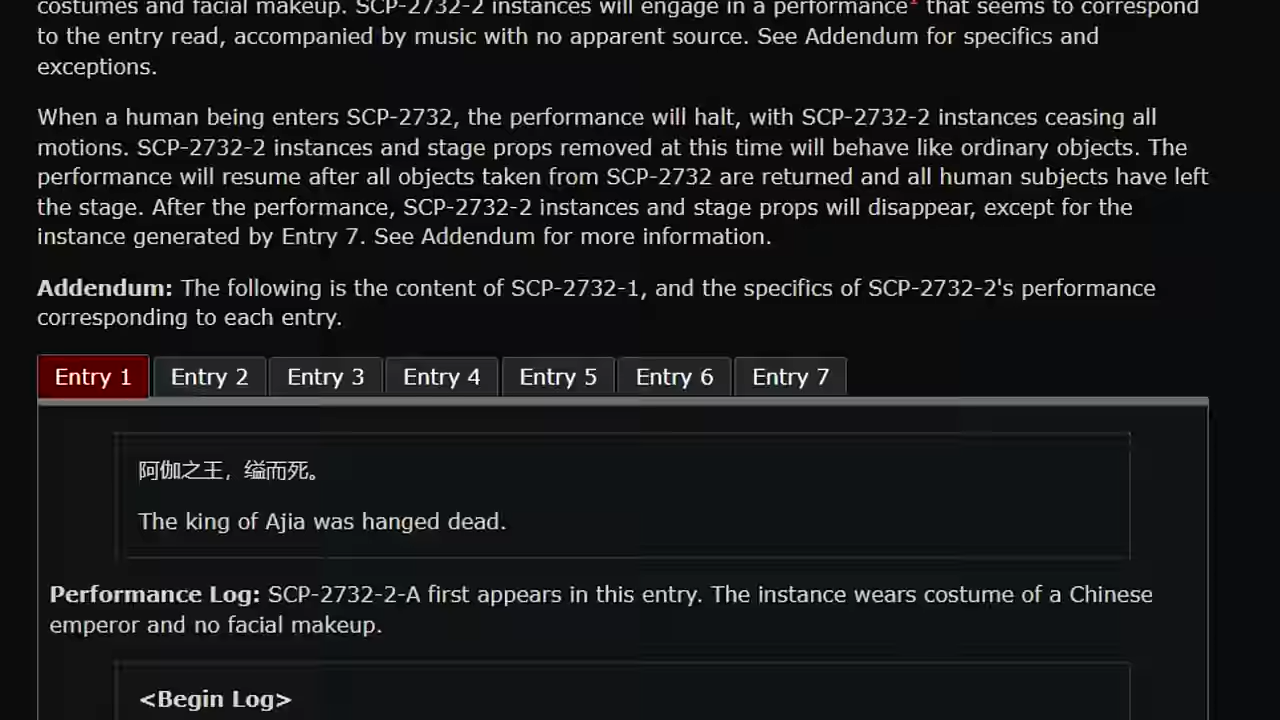 costumes and facial makeup. SCP-2732-2 instances will engage in a performance1 that seems to correspond
to the entry read, accompanied by music with no apparent source. See Addendum for specifics and
exceptions.
When a human being enters SCP-2732, the performance will halt, with SCP-2732-2 instances ceasing all
motions. SCP-2732-2 instances and stage props removed at this time will behave like ordinary objects. The
performance will resume after all objects taken from SCP-2732 are returned and all human subjects have left
the stage. After the performance, SCP-2732-2 instances and stage props will disappear, except for the
instance generated by Entry 7. See Addendum for more information.
Addendum: The following is the content of SCP-2732-1, and the specifics of SCP-2732-2's performance
corresponding to each entry.
Entry 1 Entry 2 Entry 3 Entry 4 Entry 5 Entry 6 Entry 7
阿伽之王，缢而死。
The king of Ajia was hanged dead.
Performance Log: SCP-2732-2-A first appears in this entry. The instance wears costume of a Chinese
emperor and no facial makeup.
<Begin Log>